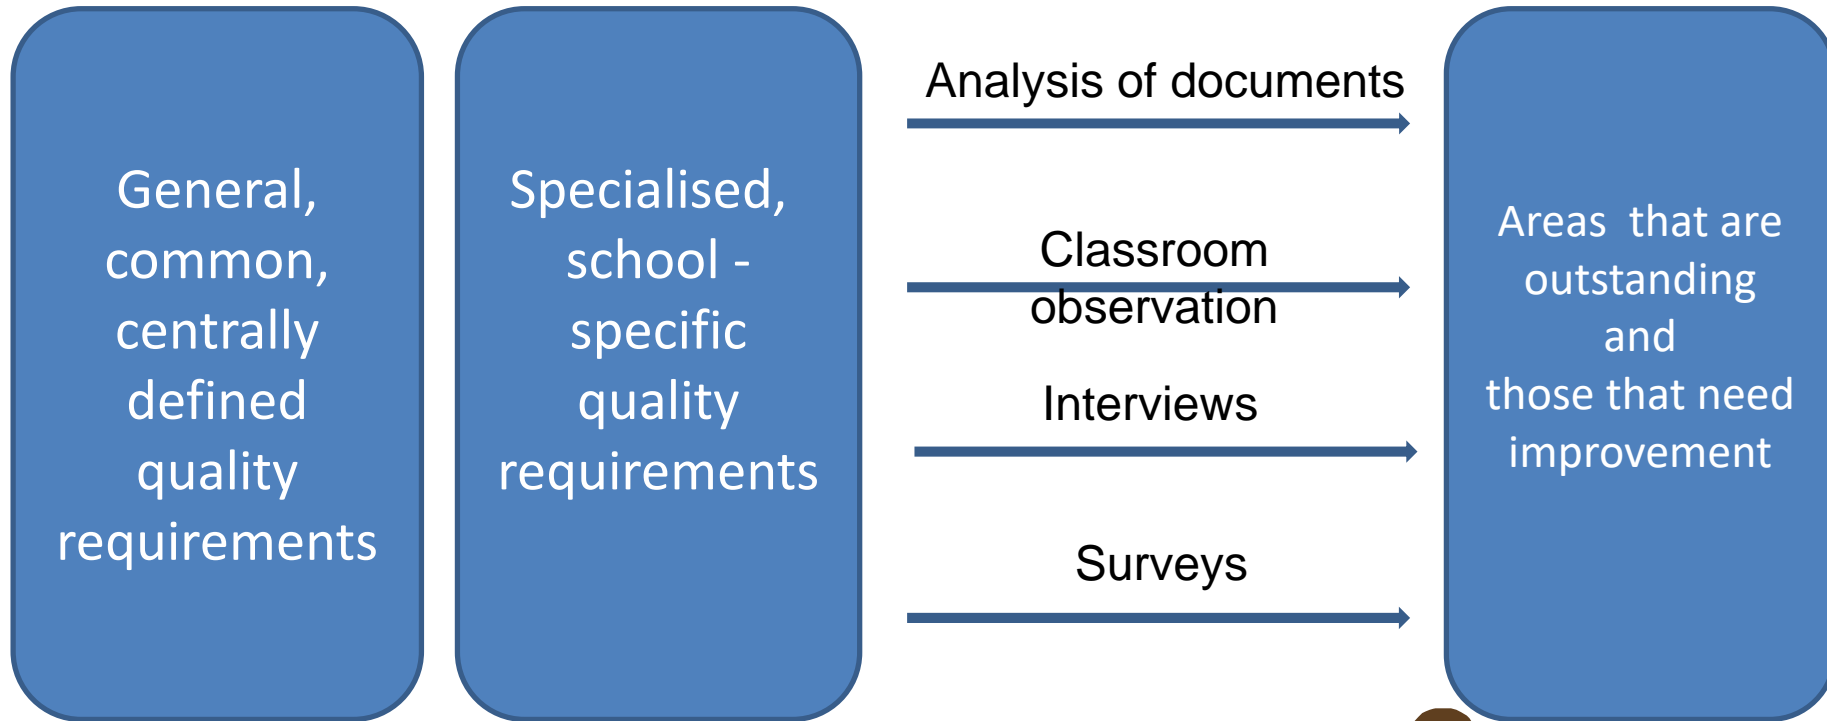 General,
common,
centrally
defined
quality
requirements
Specialised,
school -
specific
quality
requirements
Analysis of documents
Classroom
observation
Interviews
Surveys
Areas  that are
outstanding
and
those that need
improvement